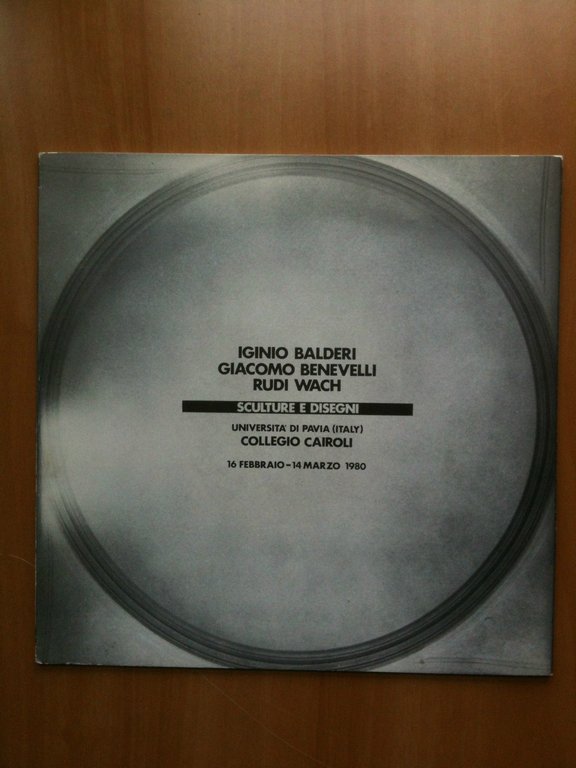 IGINIO BALDERI
GIACOMO BENEVELLI
RUDI WACH
SCULTURE E DISEGNI
UNIVERSITA' DI PAVIA (ITALY)
COLLEGIO CAIROLI
16 FEBBRAIO-14 MARZO 1980